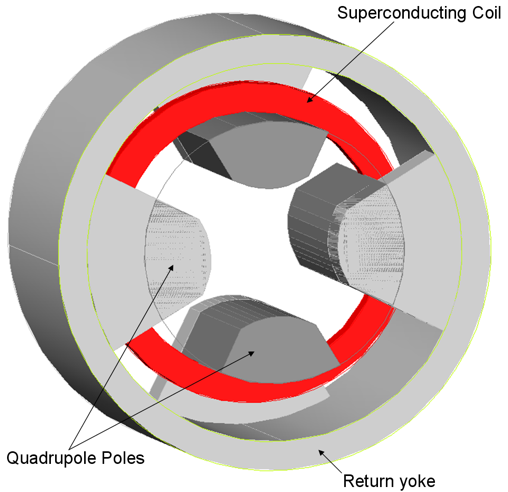 Superconducting Coil
Quadrupole Poles
Return yoke